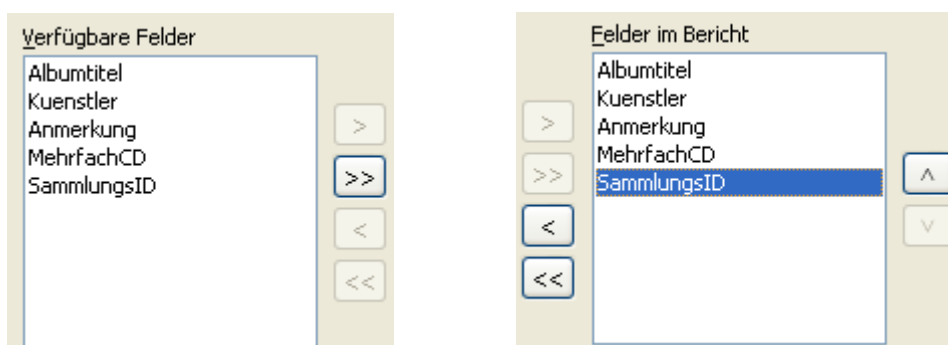 Verfügbare Felder
Albumtitel
Kuenstler
Anmerkung
MehrfachCD
SammlungsID
>
>>
<
<<
Felder im Bericht
Albumtitel
Kuenstler
Anmerkung
MehrfachCD
SammlungsID
>
>>
<
<<
^
v